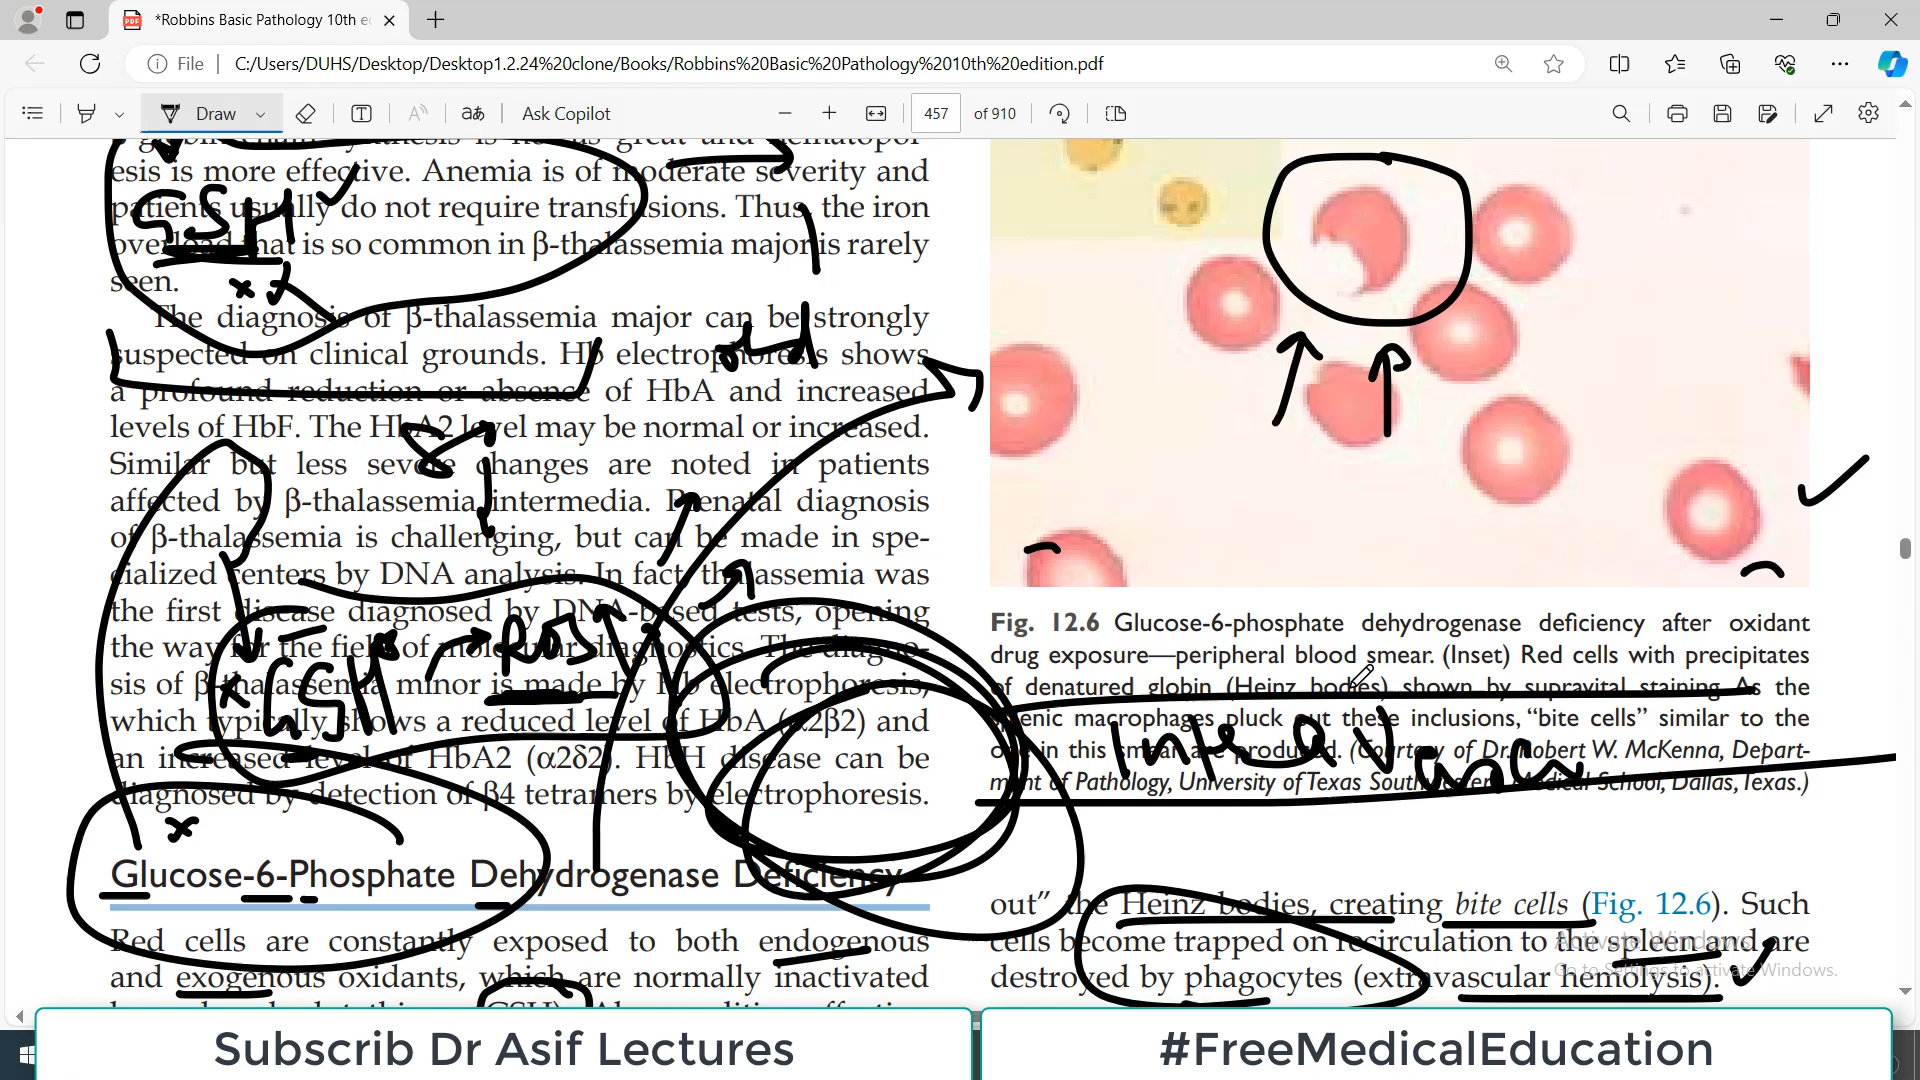 *Robbins Basic Pathology 10th ed
File
C:/Users/DUHS/Desktop/Desktop1.2.24%20clone/Books/Robbins%20Basic%20Pathology%2010th%20edition.pdf
Draw
Ask Copilot
457
of 910
esis is more effective. Anemia is of moderate severity and
patients usually do not require transfusions. Thus, the iron
overload that is so common in β-thalassemia major is rarely
seen.
GSH
The diagnosis of β-thalassemia major can be strongly
suspected on clinical grounds. Hb electrophoresis shows
a profound reduction or absence of HbA and increased
levels of HbF. The HbA2 level may be normal or increased.
Similar but less severe changes are noted in patients
affected by β-thalassemia intermedia. Prenatal diagnosis
of β-thalassemia is challenging, but can be made in spe-
cialized centers by DNA analysis. In fact, thalassemia was
the first disease diagnosed by DNA-based tests, opening
the way for the field of molecular diagnostics. The diagno-
sis of β-thalassemia minor is made by Hb electrophoresis,
which typically shows a reduced level of HbA (α2β2) and
an increased level of HbA2 (α2δ2). HbH disease can be
diagnosed by detection of β4 tetramers by electrophoresis.
GSH
ROS
Glucose-6-Phosphate Dehydrogenase Deficiency
Red cells are constantly exposed to both endogenous
and exogenous oxidants, which are normally inactivated
Fig. 12.6 Glucose-6-phosphate dehydrogenase deficiency after oxidant
drug exposure—peripheral blood smear. (Inset) Red cells with precipitates
of denatured globin (Heinz bodies) shown by supravital staining. As the
splenic macrophages pluck out these inclusions, “bite cells” similar to the
one in this smear are produced. (Courtesy of Dr. Robert W. McKenna, Depart-
ment of Pathology, University of Texas Southwestern Medical School, Dallas, Texas.)
out” the Heinz bodies, creating bite cells (Fig. 12.6). Such
cells become trapped on recirculation to the spleen and are
destroyed by phagocytes (extravascular hemolysis).
Activate Windows
Go to Settings to activate Windows.
Subscrib Dr Asif Lectures
#FreeMedicalEducation